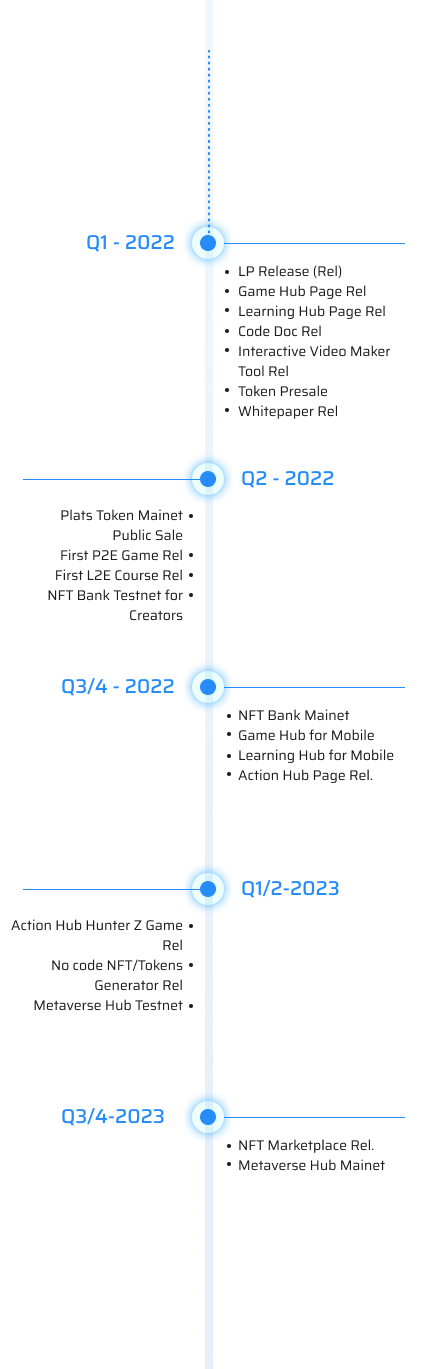 Q1 - 2022
LP Release (Rel)
Game Hub Page Rel
Learning Hub Page Rel
Code Doc Rel
Interactive Video Maker
Tool Rel
Token Presale
Whitepaper Rel
Q2 - 2022
Plats Token Mainet
Public Sale
First P2E Game Rel
First L2E Course Rel
NFT Bank Testnet for
Creators
Q3/4 - 2022
NFT Bank Mainet
Game Hub for Mobile
Learning Hub for Mobile
Action Hub Page Rel.
Q1/2-2023
Action Hub Hunter Z Game
Rel
No code NFT/Tokens
Generator Rel
Metaverse Hub Testnet
Q3/4-2023
NFT Marketplace Rel.
Metaverse Hub Mainet